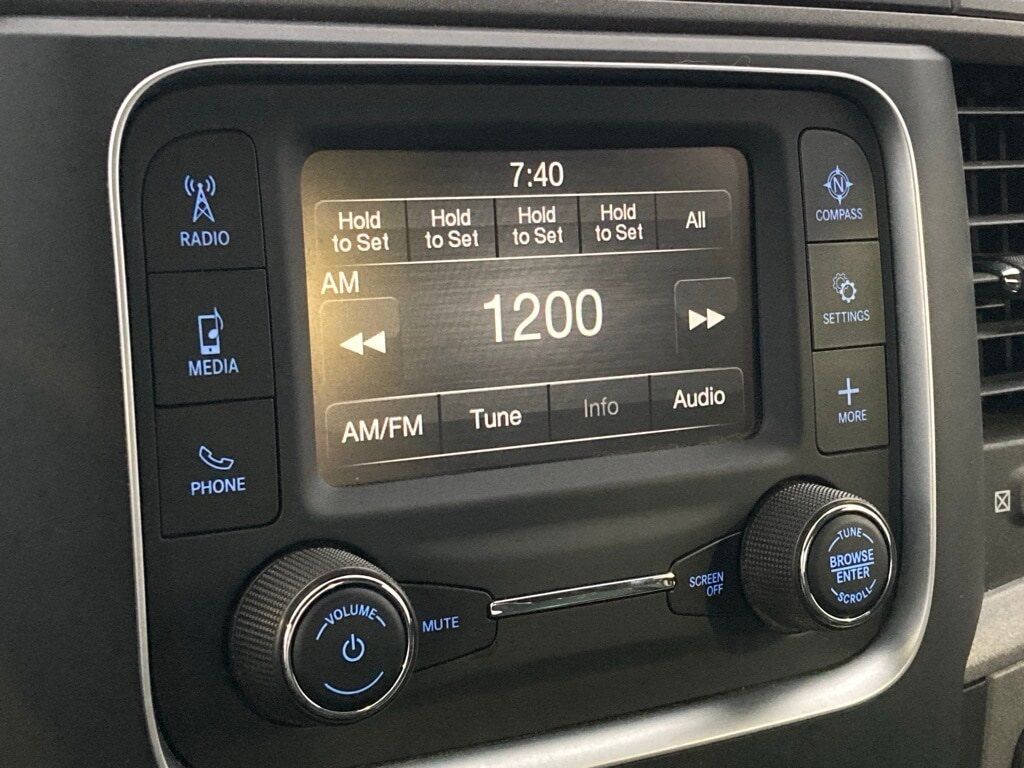 7:40
Hold
to Set
Hold
to Set
Hold
to Set
Hold
to Set
All
AM
1200
AM/FM
Tune
Info
Audio
RADIO
MEDIA
PHONE
N
COMPASS
SETTINGS
MORE
VOLUME
MUTE
SCREEN
OFF
TUNE
BROWSE
ENTER
SCROLL